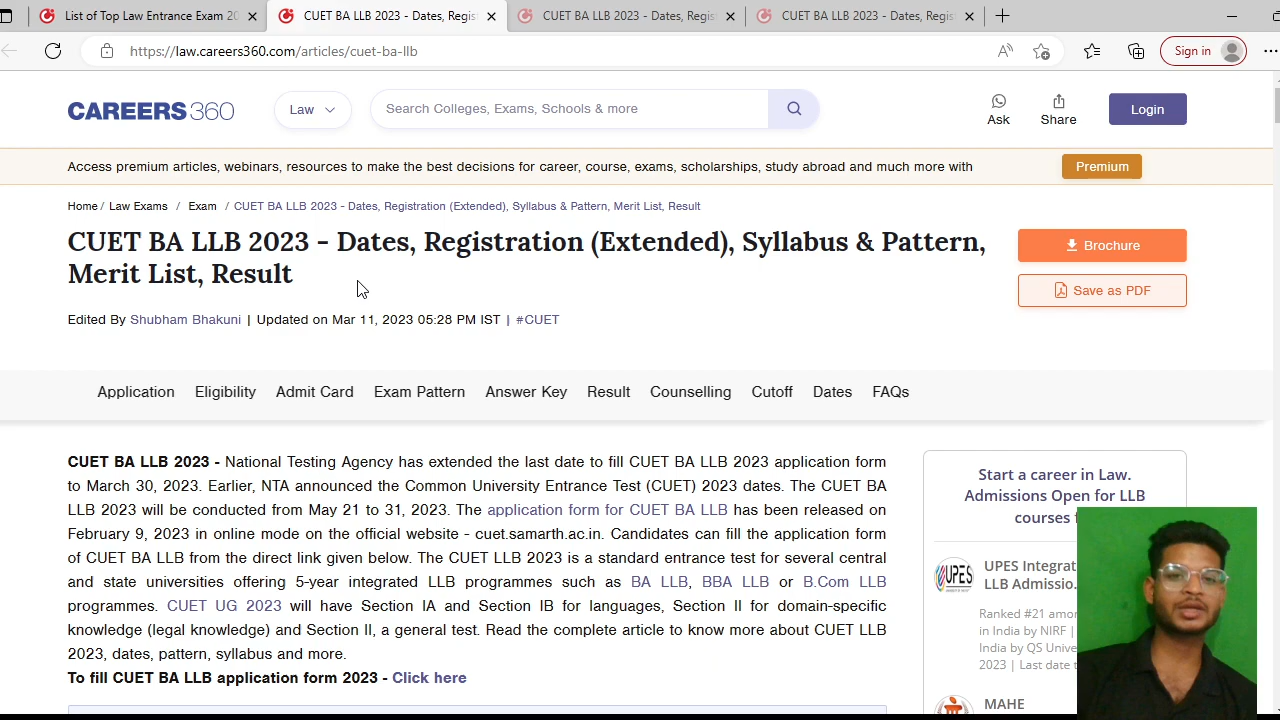 List of Top Law Entrance Exam 20
CUET BA LLB 2023 - Dates, Regist
CUET BA LLB 2023 - Dates, Regis
CUET BA LLB 2023 - Dates, Regis
https://law.careers360.com/articles/cuet-ba-llb
Sign in
CAREERS360
Law
Search Colleges, Exams, Schools & more
Ask
Share
Login
Access premium articles, webinars, resources to make the best decisions for career, course, exams, scholarships, study abroad and much more with
Premium
Home / Law Exams / Exam / CUET BA LLB 2023 - Dates, Registration (Extended), Syllabus & Pattern, Merit List, Result
CUET BA LLB 2023 - Dates, Registration (Extended), Syllabus & Pattern,
Merit List, Result
Brochure
Save as PDF
Edited By Shubham Bhakuni | Updated on Mar 11, 2023 05:28 PM IST | #CUET
Application Eligibility Admit Card Exam Pattern Answer Key Result Counselling Cutoff Dates FAQs
CUET BA LLB 2023 - National Testing Agency has extended the last date to fill CUET BA LLB 2023 application form
to March 30, 2023. Earlier, NTA announced the Common University Entrance Test (CUET) 2023 dates. The CUET BA
LLB 2023 will be conducted from May 21 to 31, 2023. The application form for CUET BA LLB has been released on
February 9, 2023 in online mode on the official website - cuet.samarth.ac.in. Candidates can fill the application form
of CUET BA LLB from the direct link given below. The CUET LLB 2023 is a standard entrance test for several central
and state universities offering 5-year integrated LLB programmes such as BA LLB, BBA LLB or B.Com LLB
programmes. CUET UG 2023 will have Section IA and Section IB for languages, Section II for domain-specific
knowledge (legal knowledge) and Section II, a general test. Read the complete article to know more about CUET LLB
2023, dates, pattern, syllabus and more.
To fill CUET BA LLB application form 2023 - Click here
Start a career in Law.
Admissions Open for LLB
courses
UPES
UPES Integrat
LLB Admissio.
Ranked #21 amo
in India by NIRF |
India by QS Unive
2023 | Last date t
MAHE